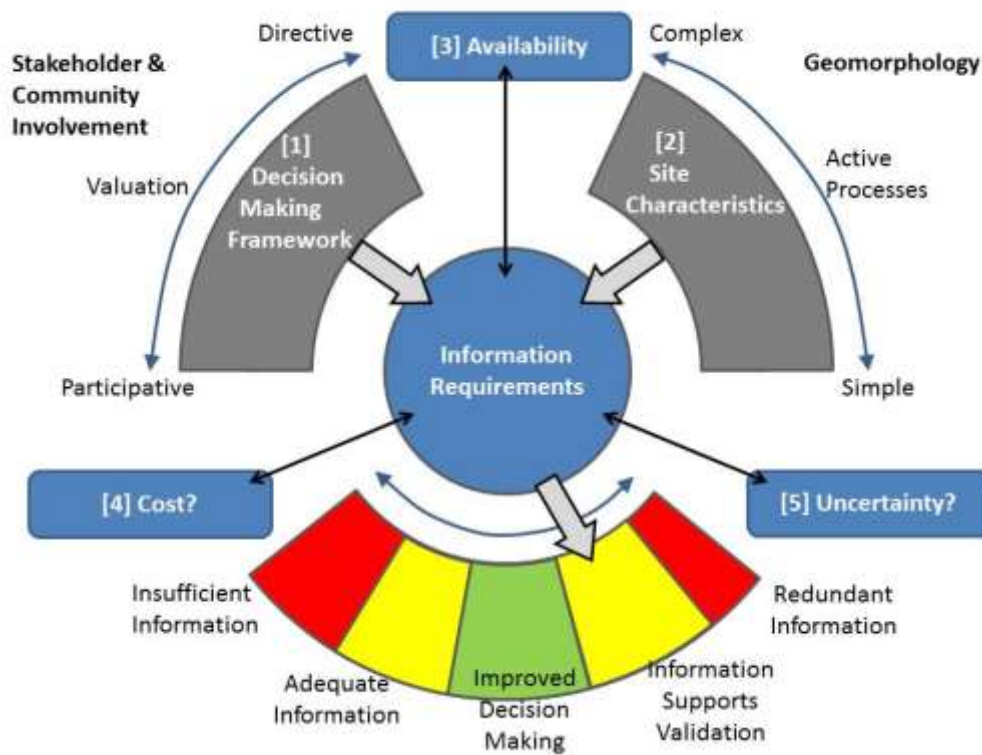 Directive
[3] Availability
Complex
Stakeholder &
Community
Involvement
Geomorphology
[1]
Decision
Making
Framework
[2]
Site
Characteristics
Valuation
Active
Processes
Information
Requirements
Participative
Simple
[4] Cost?
[5] Uncertainty?
Insufficient
Information
Adequate
Information
Improved
Decision
Making
Information
Supports
Validation
Redundant
Information